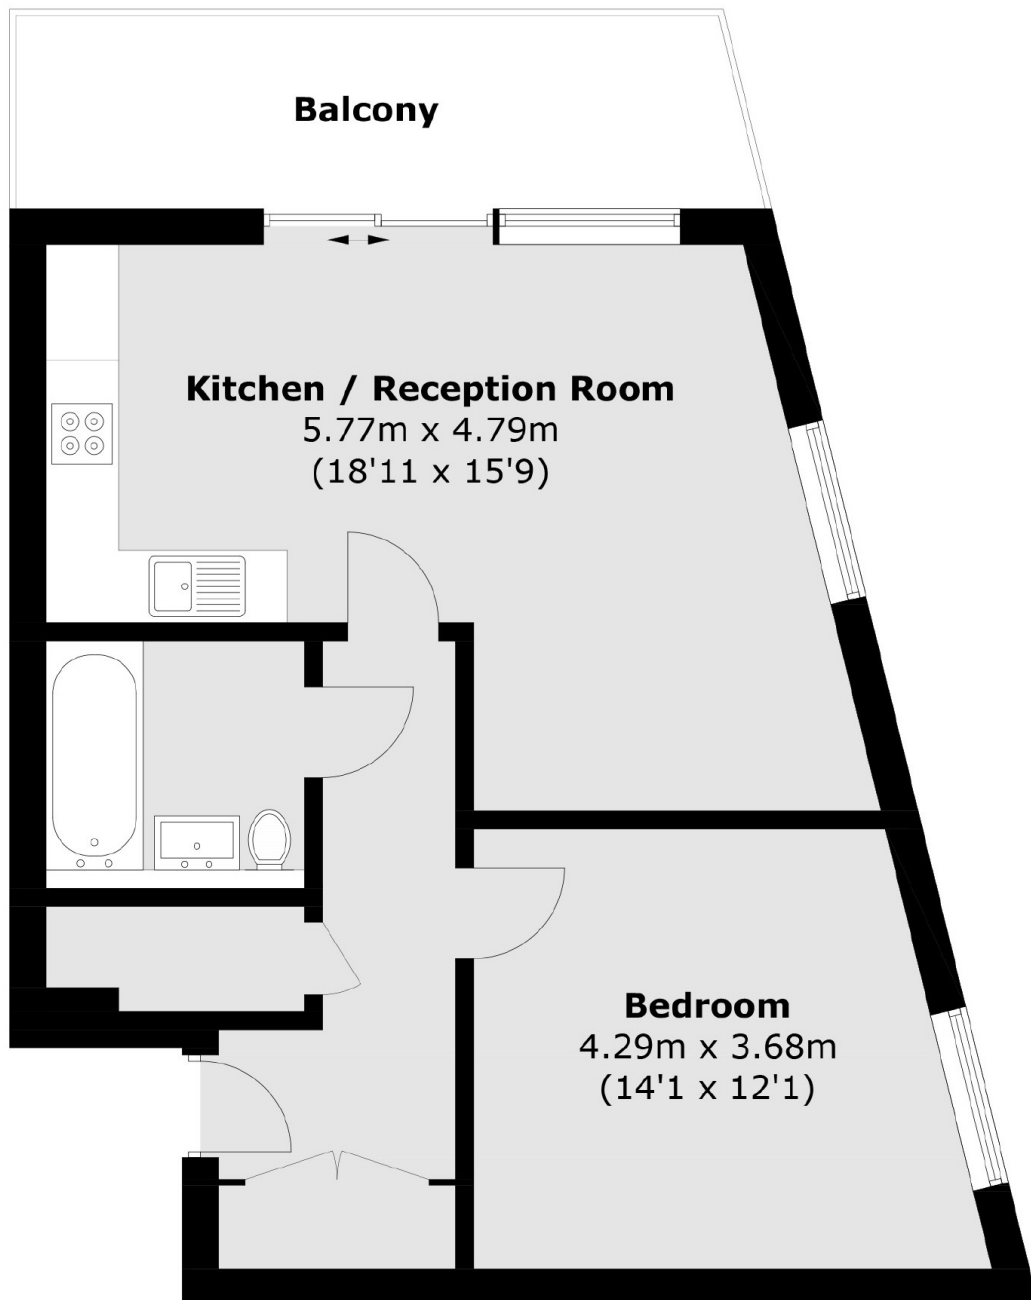 Balcony
Kitchen / Reception Room
5.77m x 4.79m
(18'11 x 15'9)
Bedroom
4.29m x 3.68m
(14'1 x 12'1)